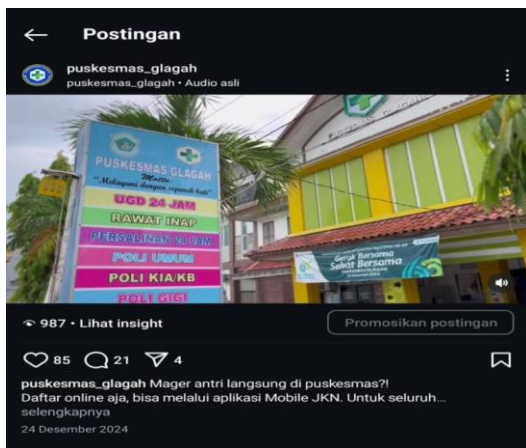 Postingan
puskesmas_glagah
puskesmas_glagah • Audio asli
PUSKESMAS GLAGAH
Motto
"Melayani dengan sepenuh hati"
UGD 24 JAM
RAWAT INAP
PERSALINAN 24 JAM
POLI UMUM
POLI KIA/KB
POLI GIGI
PUSKESMAS GLAGAH
Gerak Bersama
Sehat Bersama
987 • Lihat insight
Promosikan postingan
85 21 4
puskesmas_glagah Mager antri langsung di puskesmas?!
Daftar online aja, bisa melalui aplikasi Mobile JKN. Untuk seluruh...
selengkapnya
24 Desember 2024